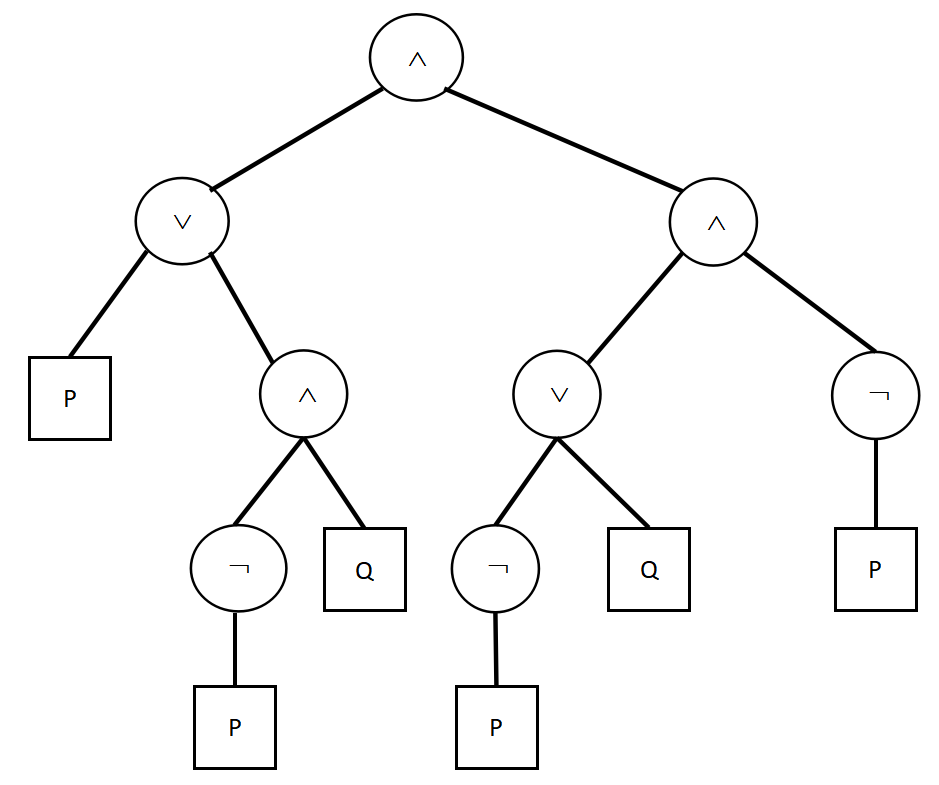 ∧
∨ ∧
P ∧ ∨ ¬
¬ Q ¬ Q P
P P